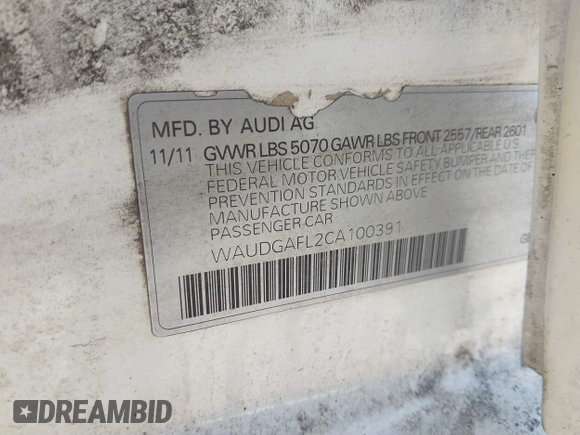 MFD. BY AUDI AG
11/11 GVWR LBS 5070 GAWR LBS FRONT 2557/REAR 2601
THIS VEHICLE CONFORMS TO ALL APPLICABLE U.S
FEDERAL MOTOR VEHICLE SAFETY, BUMPER AND THEF
PREVENTION STANDARDS IN EFFECT ON THE DATE OF
MANUFACTURE SHOWN ABOVE
PASSENGER CAR
WAUDGAFL2CA100391
DREAMBID